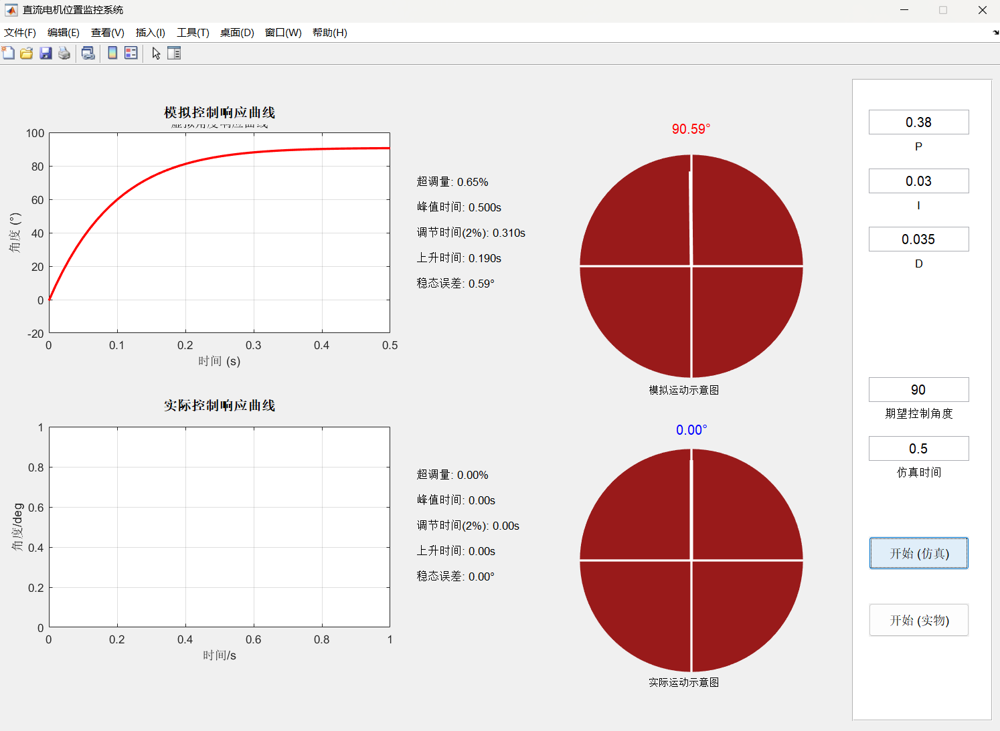 直流电机位置监控系统
文件(F) 编辑(E) 查看(V) 插入(I) 工具(T) 桌面(D) 窗口(W) 帮助(H)
模拟控制响应曲线
虚拟角度响应曲线
100
80
60
40
20
0
-20
角度 (°)
0 0.1 0.2 0.3 0.4 0.5
时间 (s)
超调量: 0.65%
峰值时间: 0.500s
调节时间(2%): 0.310s
上升时间: 0.190s
稳态误差: 0.59°
90.59°
模拟运动示意图
实际控制响应曲线
1
0.8
0.6
0.4
0.2
0
角度/deg
0 0.2 0.4 0.6 0.8 1
时间/s
超调量: 0.00%
峰值时间: 0.00s
调节时间(2%): 0.00s
上升时间: 0.00s
稳态误差: 0.00°
0.00°
实际运动示意图
0.38
P
0.03
I
0.035
D
90
期望控制角度
0.5
仿真时间
开始 (仿真)
开始 (实物)